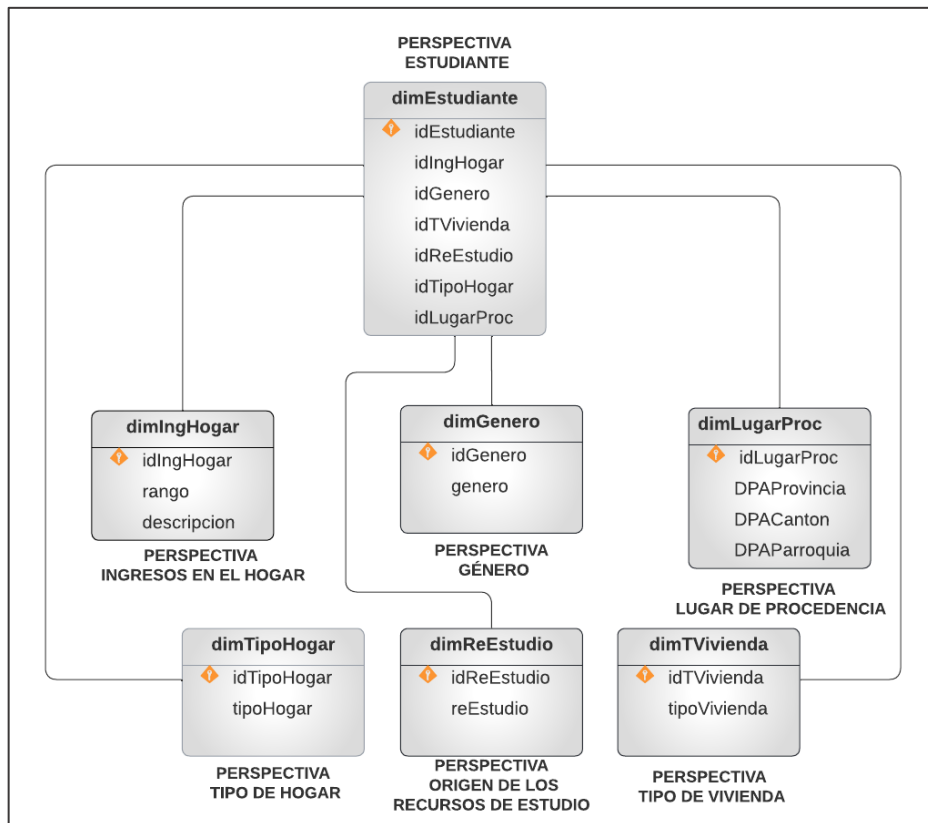 PERSPECTIVA
ESTUDIANTE
dimEstudiante
idEstudiante
idIngHogar
idGenero
idTVivienda
idReEstudio
idTipoHogar
idLugarProc
dimIngHogar
idIngHogar
rango
descripcion
PERSPECTIVA
INGRESOS EN EL HOGAR
dimGenero
idGenero
genero
PERSPECTIVA
GÉNERO
dimLugarProc
idLugarProc
DPAProvincia
DPACanton
DPAParroquia
PERSPECTIVA
LUGAR DE PROCEDENCIA
dimTipoHogar
idTipoHogar
tipoHogar
PERSPECTIVA
TIPO DE HOGAR
dimReEstudio
idReEstudio
reEstudio
PERSPECTIVA
ORIGEN DE LOS
RECURSOS DE ESTUDIO
dimTVivienda
idTVivienda
tipoVivienda
PERSPECTIVA
TIPO DE VIVIENDA